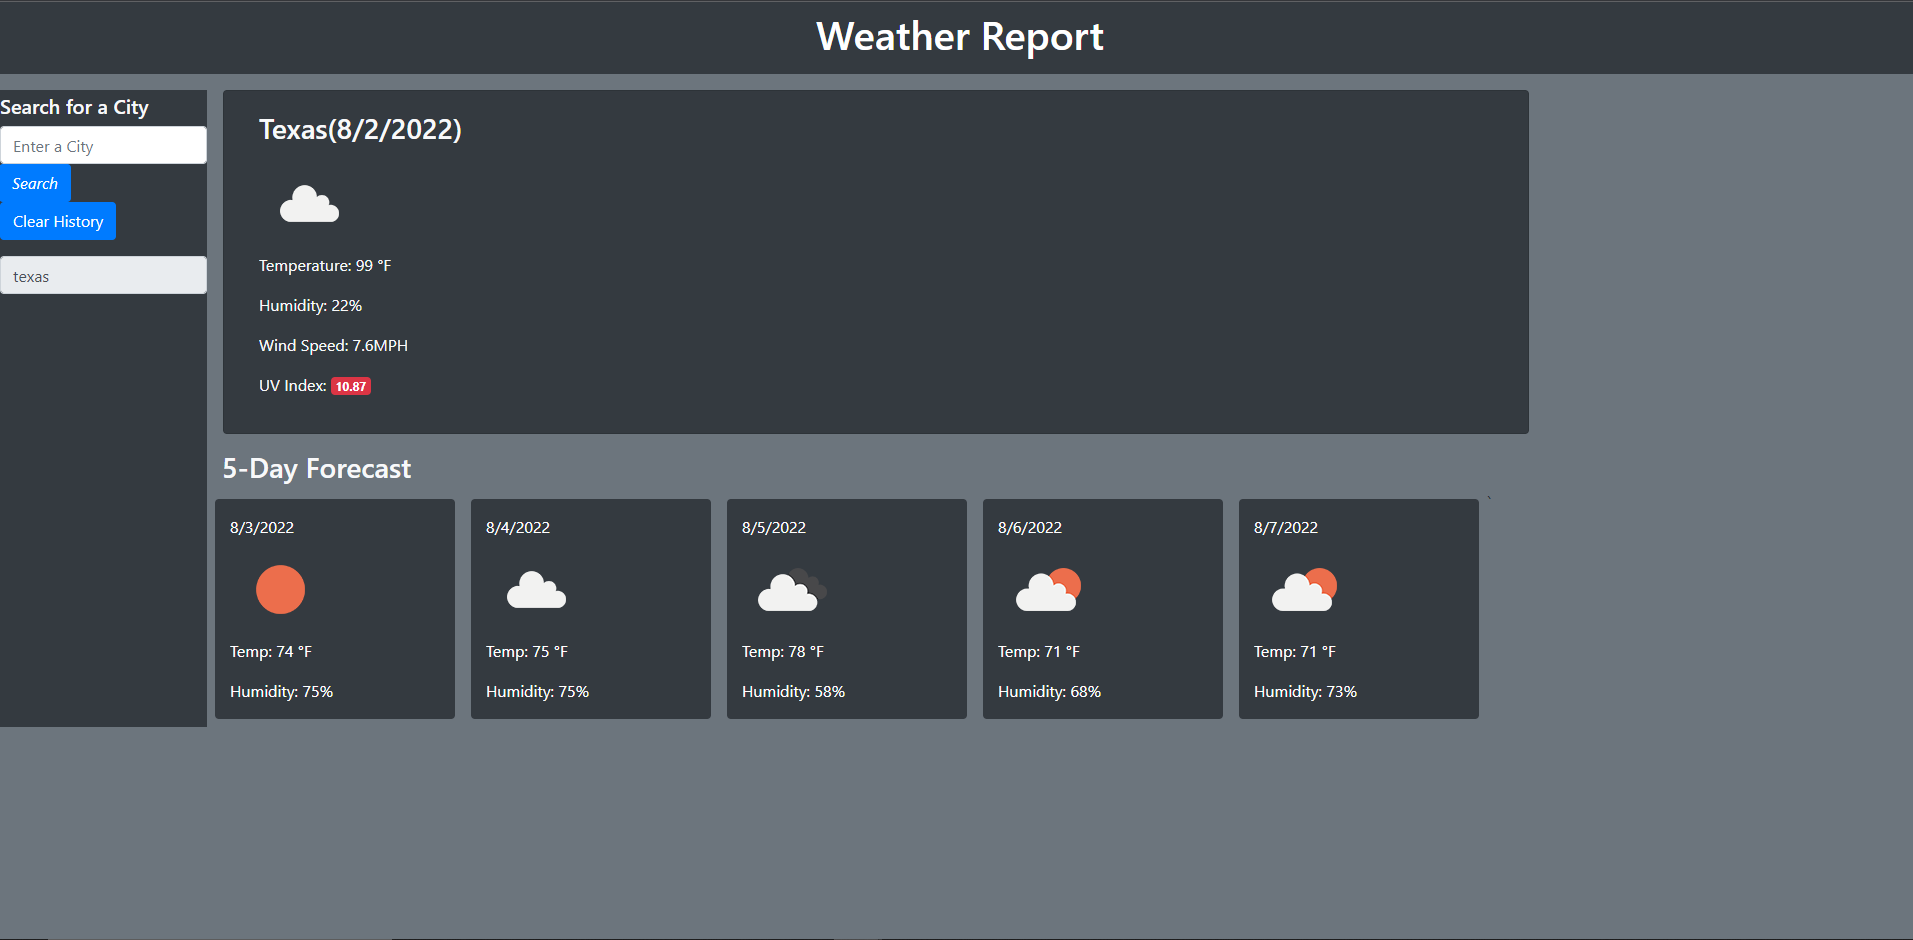 Weather Report
Search for a City
Enter a City
Search
Clear History
texas
Texas(8/2/2022)
Temperature: 99 °F
Humidity: 22%
Wind Speed: 7.6MPH
UV Index: 10.87
5-Day Forecast
8/3/2022
Temp: 74 °F
Humidity: 75%
8/4/2022
Temp: 75 °F
Humidity: 75%
8/5/2022
Temp: 78 °F
Humidity: 58%
8/6/2022
Temp: 71 °F
Humidity: 68%
8/7/2022
Temp: 71 °F
Humidity: 73%
`